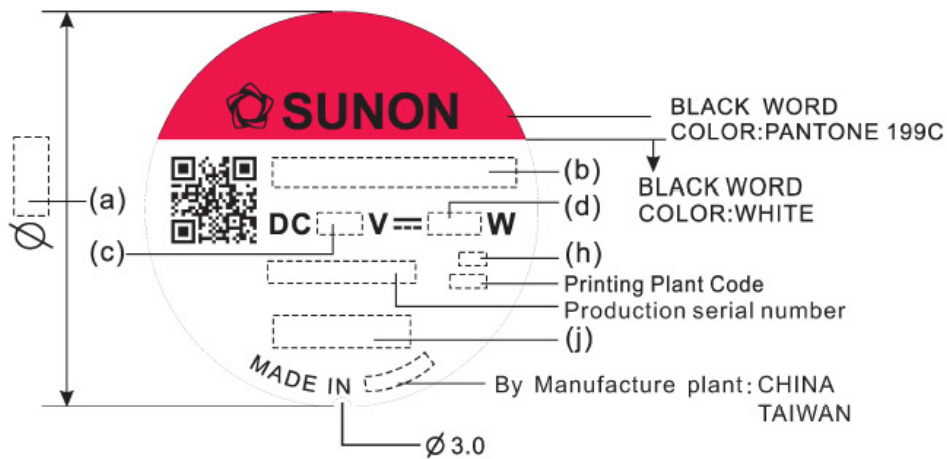 SUNON
BLACK WORD
COLOR:PANTONE 199C
(b)
BLACK WORD
COLOR:WHITE
(a)
Ø
DC V W
(d)
(c)
(h)
Printing Plant Code
Production serial number
(j)
MADE IN
By Manufacture plant: CHINA
TAIWAN
Ø 3.0